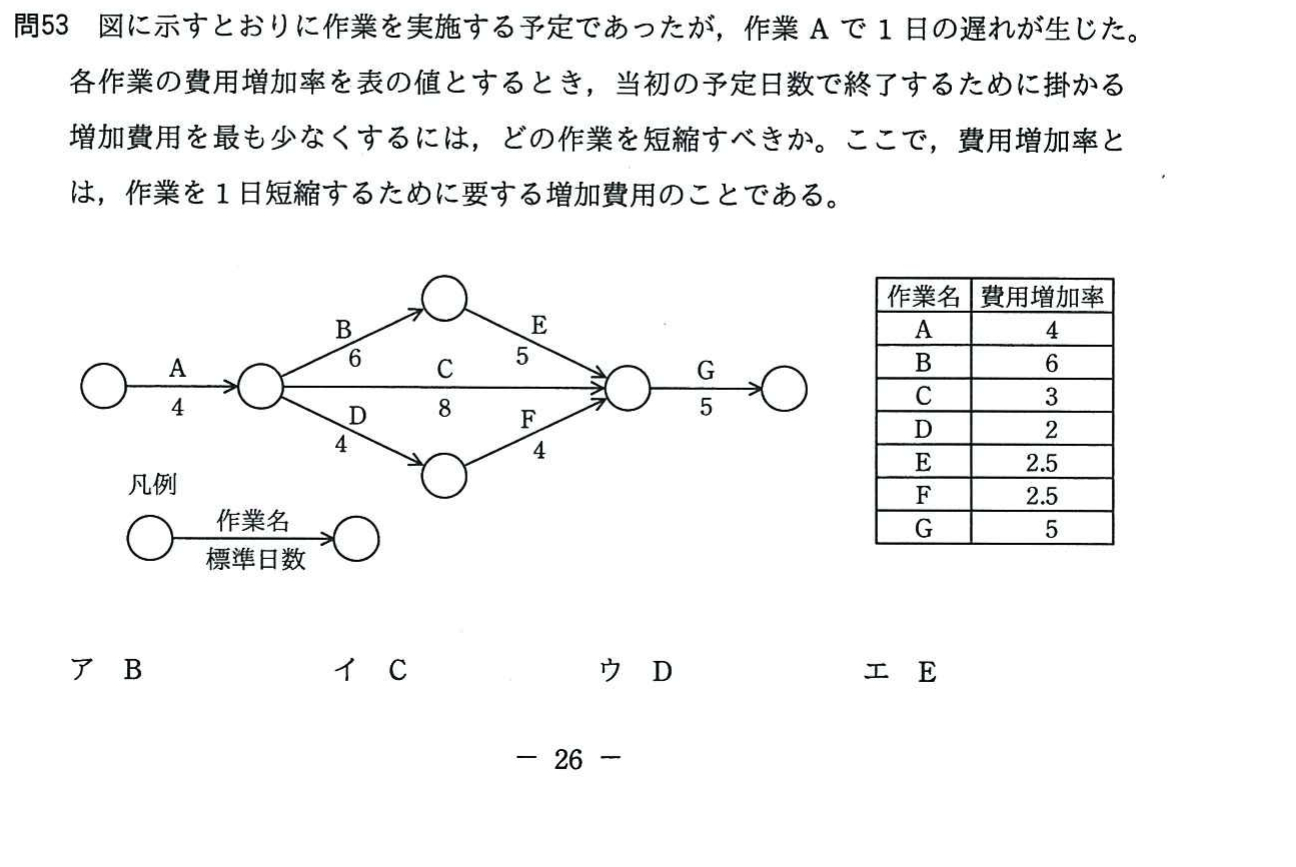 問53 図に示すとおりに作業を実施する予定であったが，作業 A で 1 日の遅れが生じた。
各作業の費用増加率を表の値とするとき，当初の予定日数で終了するために掛かる
増加費用を最も少なくするには，どの作業を短縮すべきか。ここで，費用増加率と
は，作業を 1 日短縮するために要する増加費用のことである。
A
4
B
6
E
5
C
8
D
4
F
4
G
5
凡例
作業名
標準日数
作業名 費用増加率
A 4
B 6
C 3
D 2
E 2.5
F 2.5
G 5
ア B イ C ウ D エ E
－ 26 －